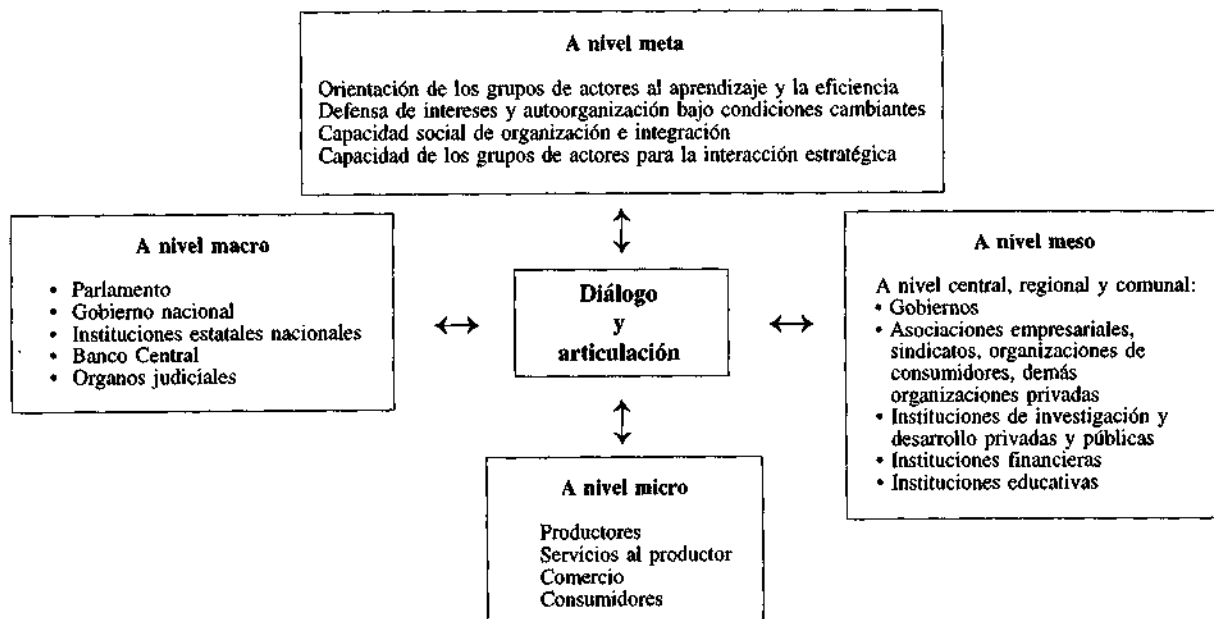 A nivel meta
Orientación de los grupos de actores al aprendizaje y la eficiencia
Defensa de intereses y autoorganización bajo condiciones cambiantes
Capacidad social de organización e integración
Capacidad de los grupos de actores para la interacción estratégica
A nivel macro
• Parlamento
• Gobierno nacional
• Instituciones estatales nacionales
• Banco Central
• Organos judiciales
Diálogo
y
articulación
A nivel meso
A nivel central, regional y comunal:
• Gobiernos
• Asociaciones empresariales,
sindicatos, organizaciones de
consumidores, demás
organizaciones privadas
• Instituciones de investigación y
desarrollo privadas y públicas
• Instituciones financieras
• Instituciones educativas
A nivel micro
Productores
Servicios al productor
Comercio
Consumidores